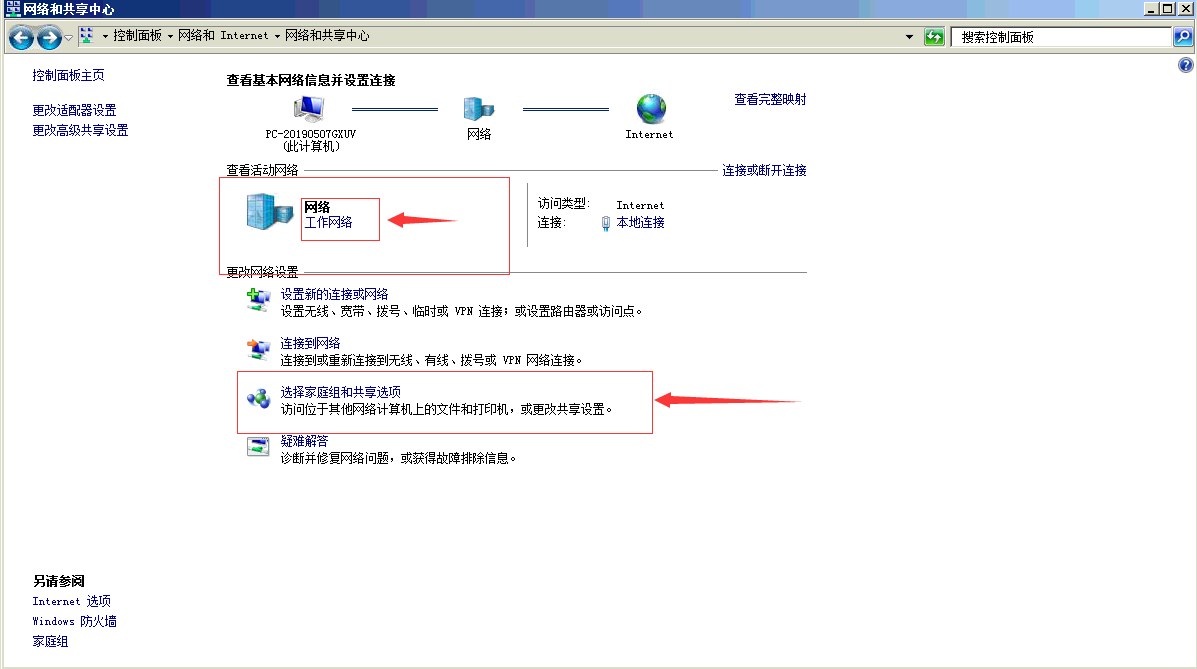 网络和共享中心
控制面板 网络和 Internet 网络和共享中心
搜索控制面板
控制面板主页
更改适配器设置
更改高级共享设置
查看基本网络信息并设置连接
查看完整映射
PC-20190507GXUV
(此计算机)
网络
Internet
查看活动网络
连接或断开连接
网络
工作网络
访问类型: Internet
连接: 本地连接
更改网络设置
设置新的连接或网络
设置无线、宽带、拨号、临时或 VPN 连接；或设置路由器或访问点。
连接到网络
连接到或重新连接到无线、有线、拨号或 VPN 网络连接。
选择家庭组和共享选项
访问位于其他网络计算机上的文件和打印机，或更改共享设置。
疑难解答
诊断并修复网络问题，或获得故障排除信息。
另请参阅
Internet 选项
Windows 防火墙
家庭组